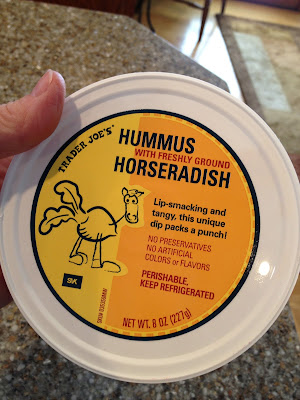 TRADER JOE'S®
HUMMUS
WITH FRESHLY GROUND
HORSERADISH
Lip-smacking and
tangy, this unique
dip packs a punch!
NO PRESERVATIVES
NO ARTIFICIAL
COLORS or FLAVORS
PERISHABLE,
KEEP REFRIGERATED
NET WT. 8 OZ (227g)